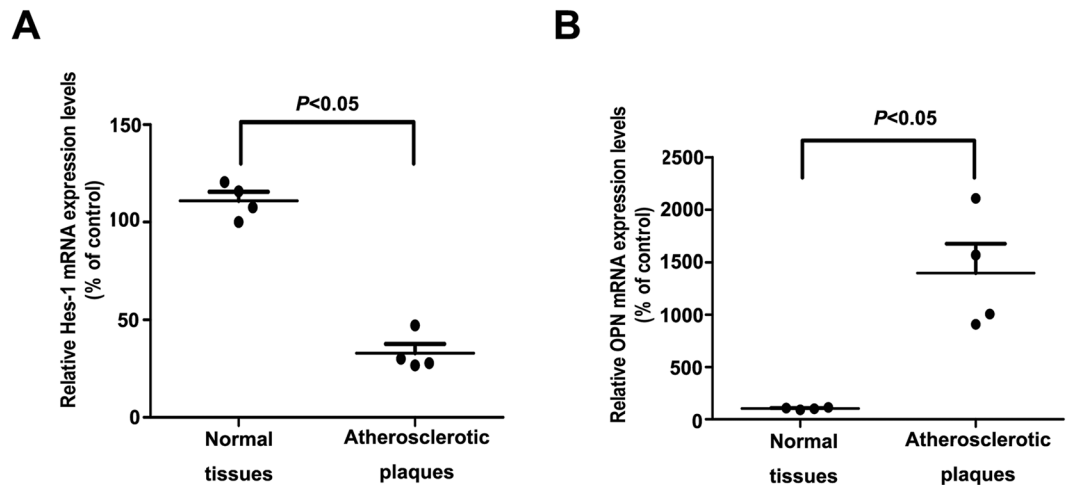 A
Relative Hes-1 mRNA expression levels
(% of control)
P<0.05
150
100
50
0
Normal
tissues
Atherosclerotic
plaques
B
Relative OPN mRNA expression levels
(% of control)
P<0.05
2500
2000
1500
1000
500
0
Normal
tissues
Atherosclerotic
plaques